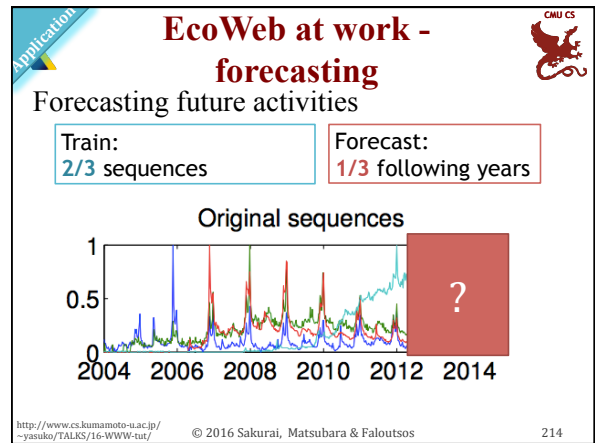 Application
CMU CS
EcoWeb at work -
forecasting
Forecasting future activities
Train:
2/3 sequences
Forecast:
1/3 following years
Original sequences
1
0.5
0
?
2004 2006 2008 2010 2012 2014
http://www.cs.kumamoto-u.ac.jp/
~yasuko/TALKS/16-WWW-tut/
© 2016 Sakurai, Matsubara & Faloutsos
214